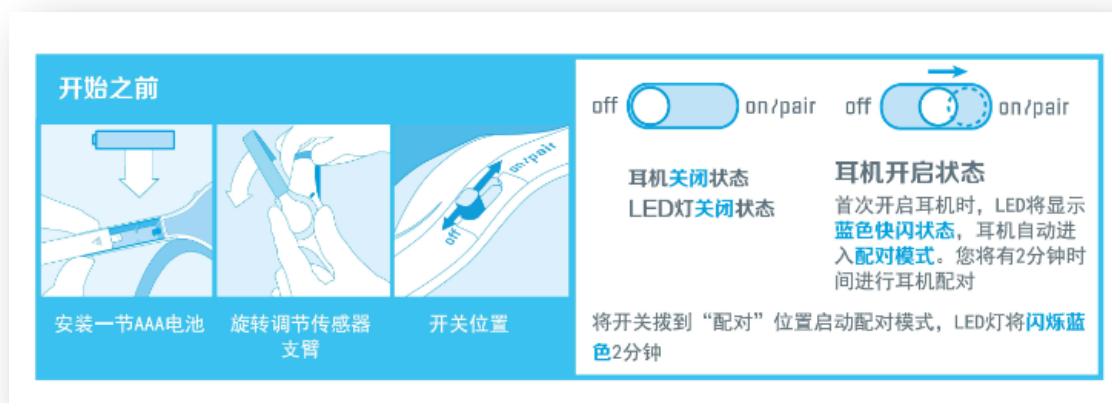 开始之前
on/pair
off
安装一节AAA电池
旋转调节传感器
支臂
开关位置
off
on/pair
off
on/pair
耳机关闭状态
LED灯关闭状态
耳机开启状态
首次开启耳机时，LED将显示
蓝色快闪状态，耳机自动进
入配对模式。您将有2分钟时
间进行耳机配对
将开关拨到“配对”位置启动配对模式，LED灯将闪烁蓝
色2分钟